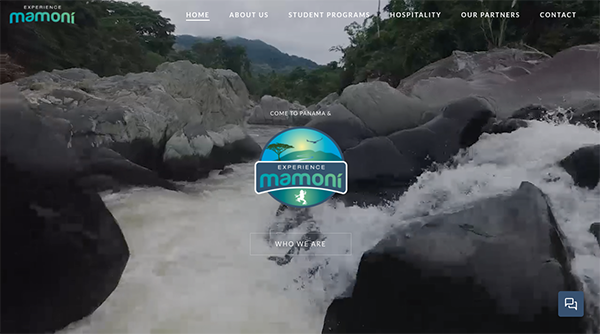 EXPERIENCE
mamoní
HOME ABOUT US STUDENT PROGRAMS HOSPITALITY OUR PARTNERS CONTACT
COME TO PANAMA &
EXPERIENCE
mamoní
WHO WE ARE